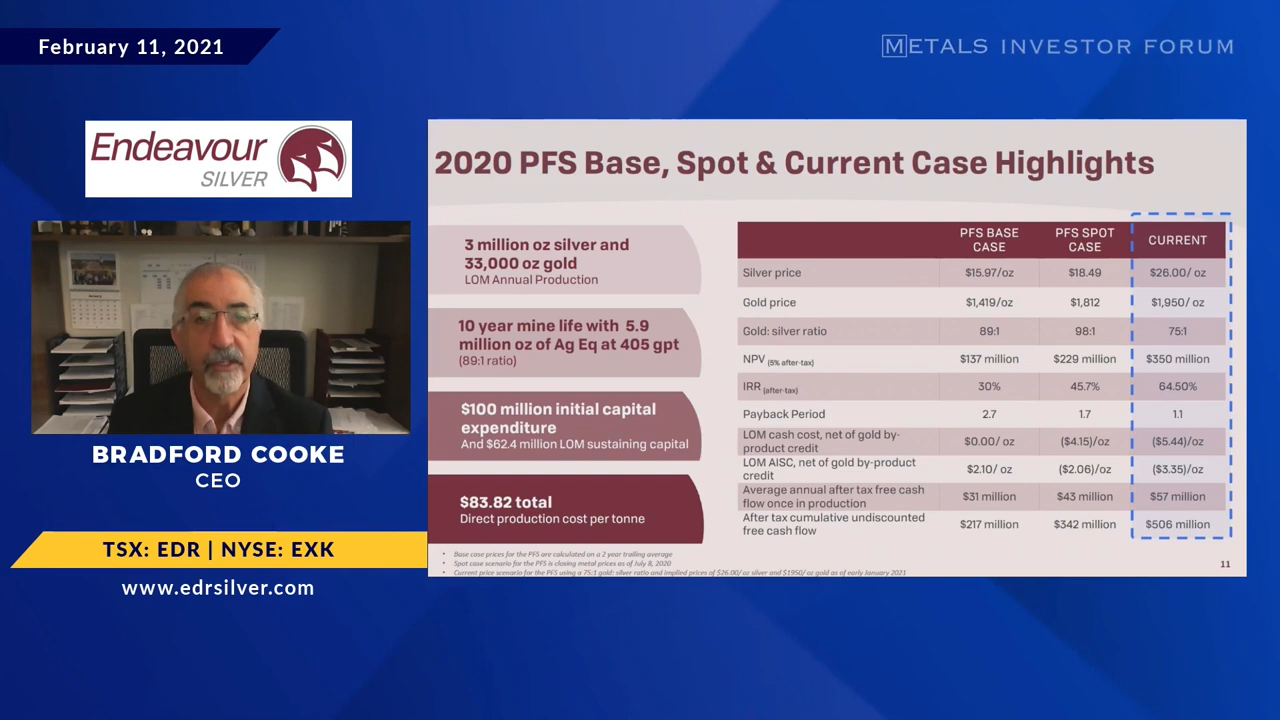 February 11, 2021
METALS INVESTOR FORUM
Endeavour
SILVER
BRADFORD COOKE
CEO
TSX: EDR | NYSE: EXK
www.edrsilver.com
2020 PFS Base, Spot & Current Case Highlights
3 million oz silver and
33,000 oz gold
LOM Annual Production
10 year mine life with 5.9
million oz of Ag Eq at 405 gpt
(89:1 ratio)
$100 million initial capital
expenditure
And $62.4 million LOM sustaining capital
$83.82 total
Direct production cost per tonne
PFS BASE CASE PFS SPOT CASE CURRENT
Silver price $15.97/oz $18.49 $26.00/ oz
Gold price $1,419/oz $1,812 $1,950/ oz
Gold: silver ratio 89:1 98:1 75:1
NPV (5% after-tax) $137 million $229 million $350 million
IRR (after-tax) 30% 45.7% 64.50%
Payback Period 2.7 1.7 1.1
LOM cash cost, net of gold by-
product credit $0.00/ oz ($4.15)/oz ($5.44)/oz
LOM AISC, net of gold by-product
credit $2.10/ oz ($2.06)/oz ($3.35)/oz
Average annual after tax free cash
flow once in production $31 million $43 million $57 million
After tax cumulative undiscounted
free cash flow $217 million $342 million $506 million
• Base case prices for the PFS are calculated on a 2 year trailing average
• Spot case scenario for the PFS is closing metal prices as of July 8, 2020
• Current price scenario for the PFS using a 75:1 gold: silver ratio and implied prices of $26.00/ oz silver and $1950/ oz gold as of early January 2021
11